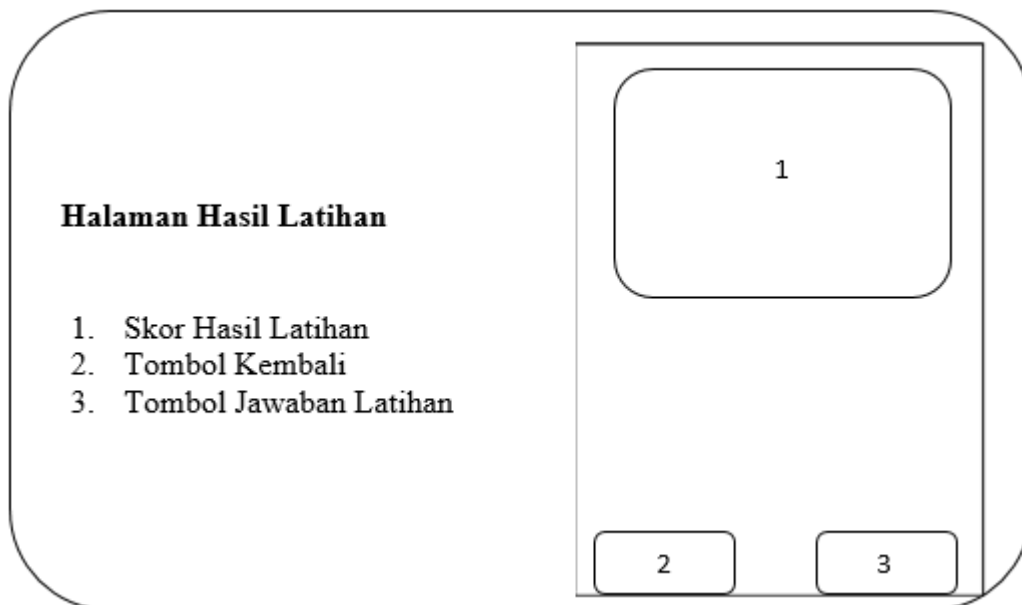 Halaman Hasil Latihan
1. Skor Hasil Latihan
2. Tombol Kembali
3. Tombol Jawaban Latihan
1
2
3